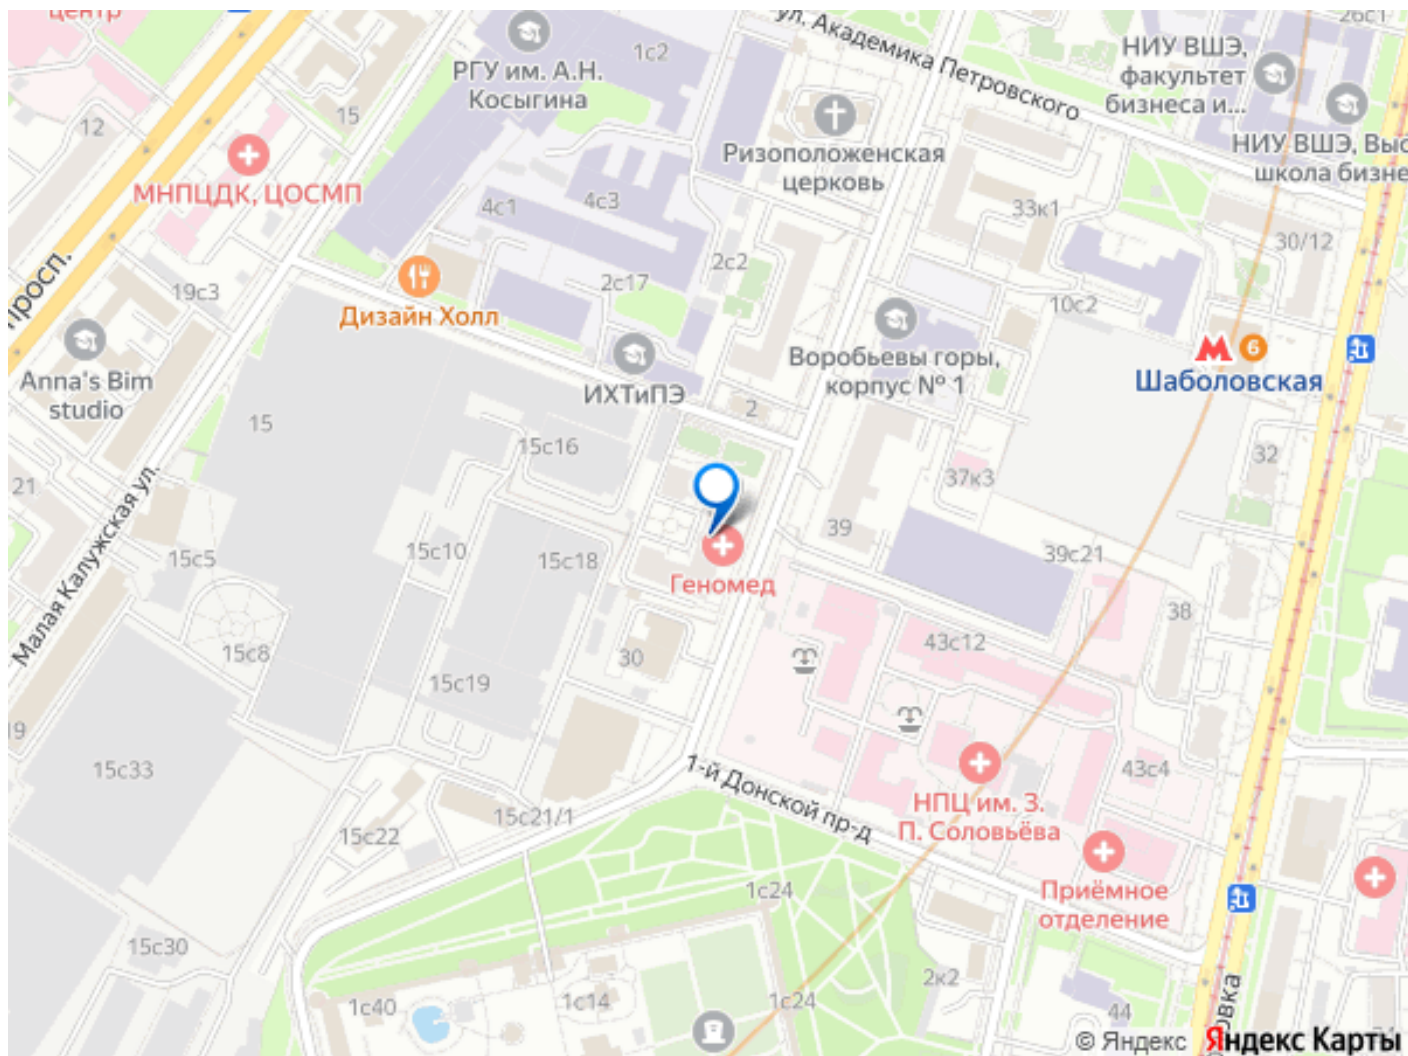 центр
ул. Академика Петровского
26с1
1с2
РГУ им. А.Н.
Косыгина
НИУ ВШЭ,
факультет
бизнеса и...
12
15
МНПЦДК, ЦОСМП
Ризоположенская
церковь
НИУ ВШЭ, Выс
школа бизне
4с1
4с3
33к1
30/12
2с2
2с17
просп.
19с3
10с2
Дизайн Холл
ИХТиПЭ
Воробьевы горы,
корпус № 1
6
Шаболовская
Anna's Bim
studio
15
2
15с16
32
37к3
21
39
Малая Калужская ул.
15с5
15с10
15с18
39с21
Геномед
38
15с8
30
43с12
15с19
19
15с33
1-й Донской пр-д
43с4
НПЦ им. З.
П. Соловьёва
15с22
15с21/1
Приёмное
отделение
1с24
15с30
2к2
1с40
1с14
1с24
44
овка
© Яндекс Яндекс Карты